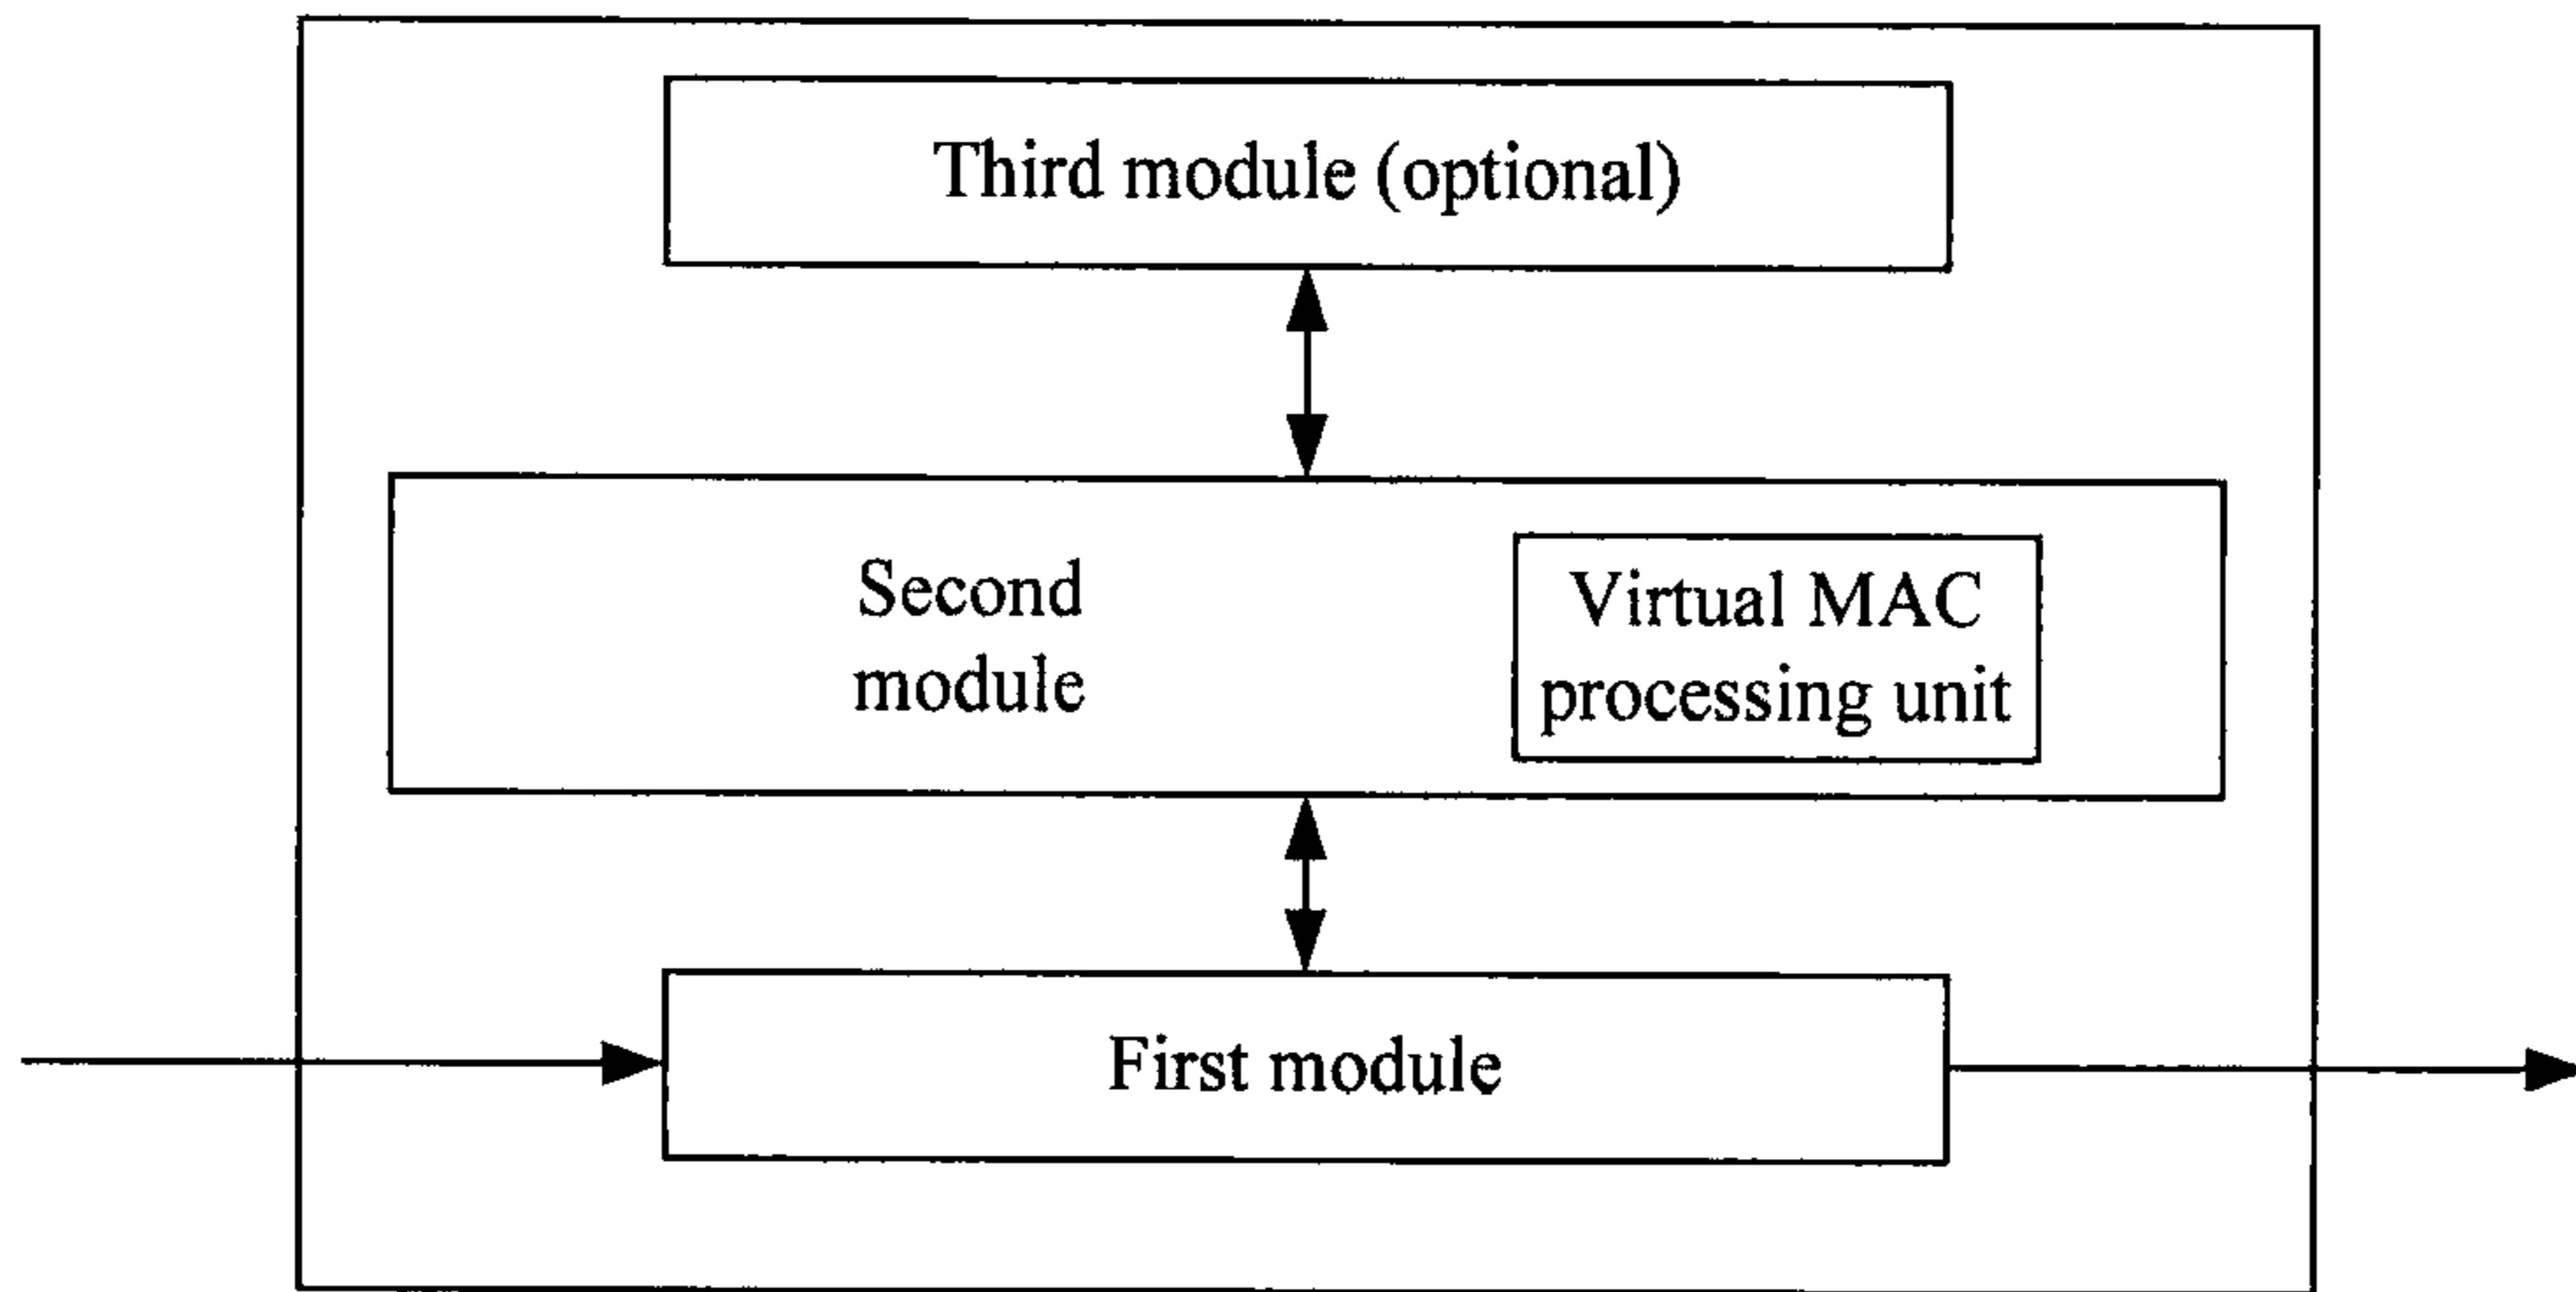 Third module (optional)
Second
module
Virtual MAC
processing unit
First module